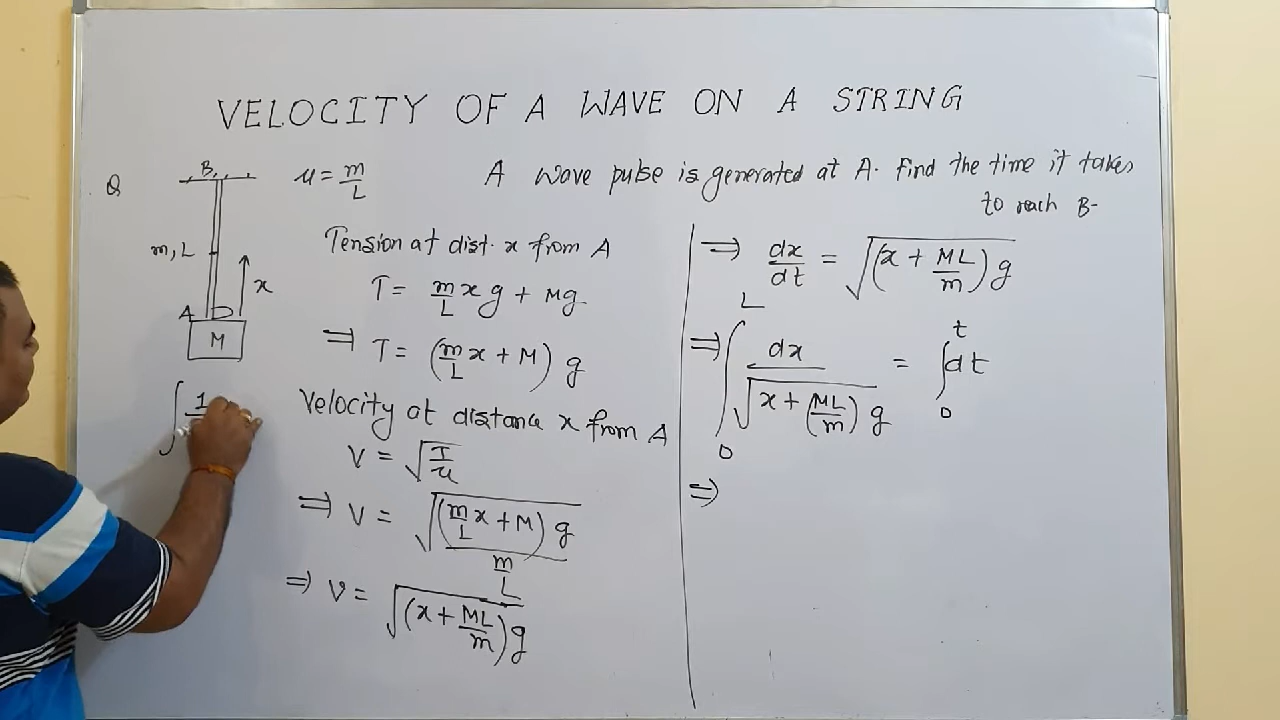 VELOCITY OF A WAVE ON A STRING
Q
B
m, L
x
A
M
∫ 1
μ = m/L
A wave pulse is generated at A. Find the time it takes
to reach B-
Tension at dist. x from A
T = m/L x g + Mg.
⇒ T = (m/L x + M) g
Velocity at distance x from A
V = √(T/μ)
⇒ V = √((m/L x + M) g / (m/L))
⇒ V = √((x + ML/m) g)
⇒ dx/dt = √((x + ML/m) g)
⇒ ∫₀ᴸ dx / √(x + (ML/m) g = ∫₀ᵗ dt
⇒